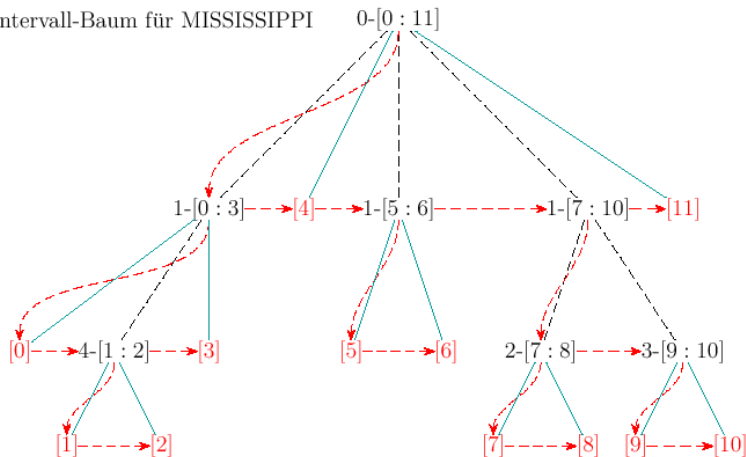 ntervall-Baum für MISSISSIPPI 0-[0 : 11]
1-[0 : 3] [4] 1-[5 : 6] 1-[7 : 10] [11]
[0] 4-[1 : 2] [3] [5] [6] 2-[7 : 8] 3-[9 : 10]
[1] [2] [7] [8] [9] [10]